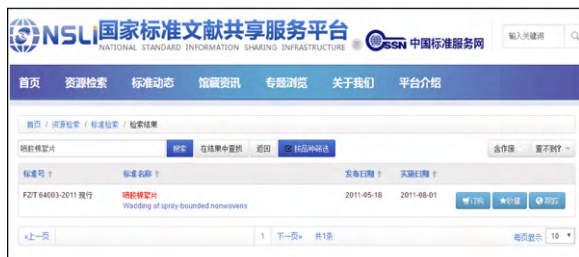 NSLi 国家标准文献共享服务平台
NATIONAL STANDARD INFORMATION SHARING INFRASTRUCTURE
CSSN 中国标准服务网
输入关键词
首页 资源检索 标准动态 馆藏资讯 专题浏览 关于我们 平台介绍
首页 / 资源检索 / 标准检索 / 检索结果
喷胶棉絮片 搜索 在结果中查找 返回 按品种筛选 含作废 查不到?
标准号 标准名称 发布日期 实施日期
FZ/T 64003-2011 现行 喷胶棉絮片 2011-05-18 2011-08-01 订购 ★收藏 跟踪
Wadding of spray-bounded nonwovens
«上一页 1 下一页» 共1条 每页显示 10